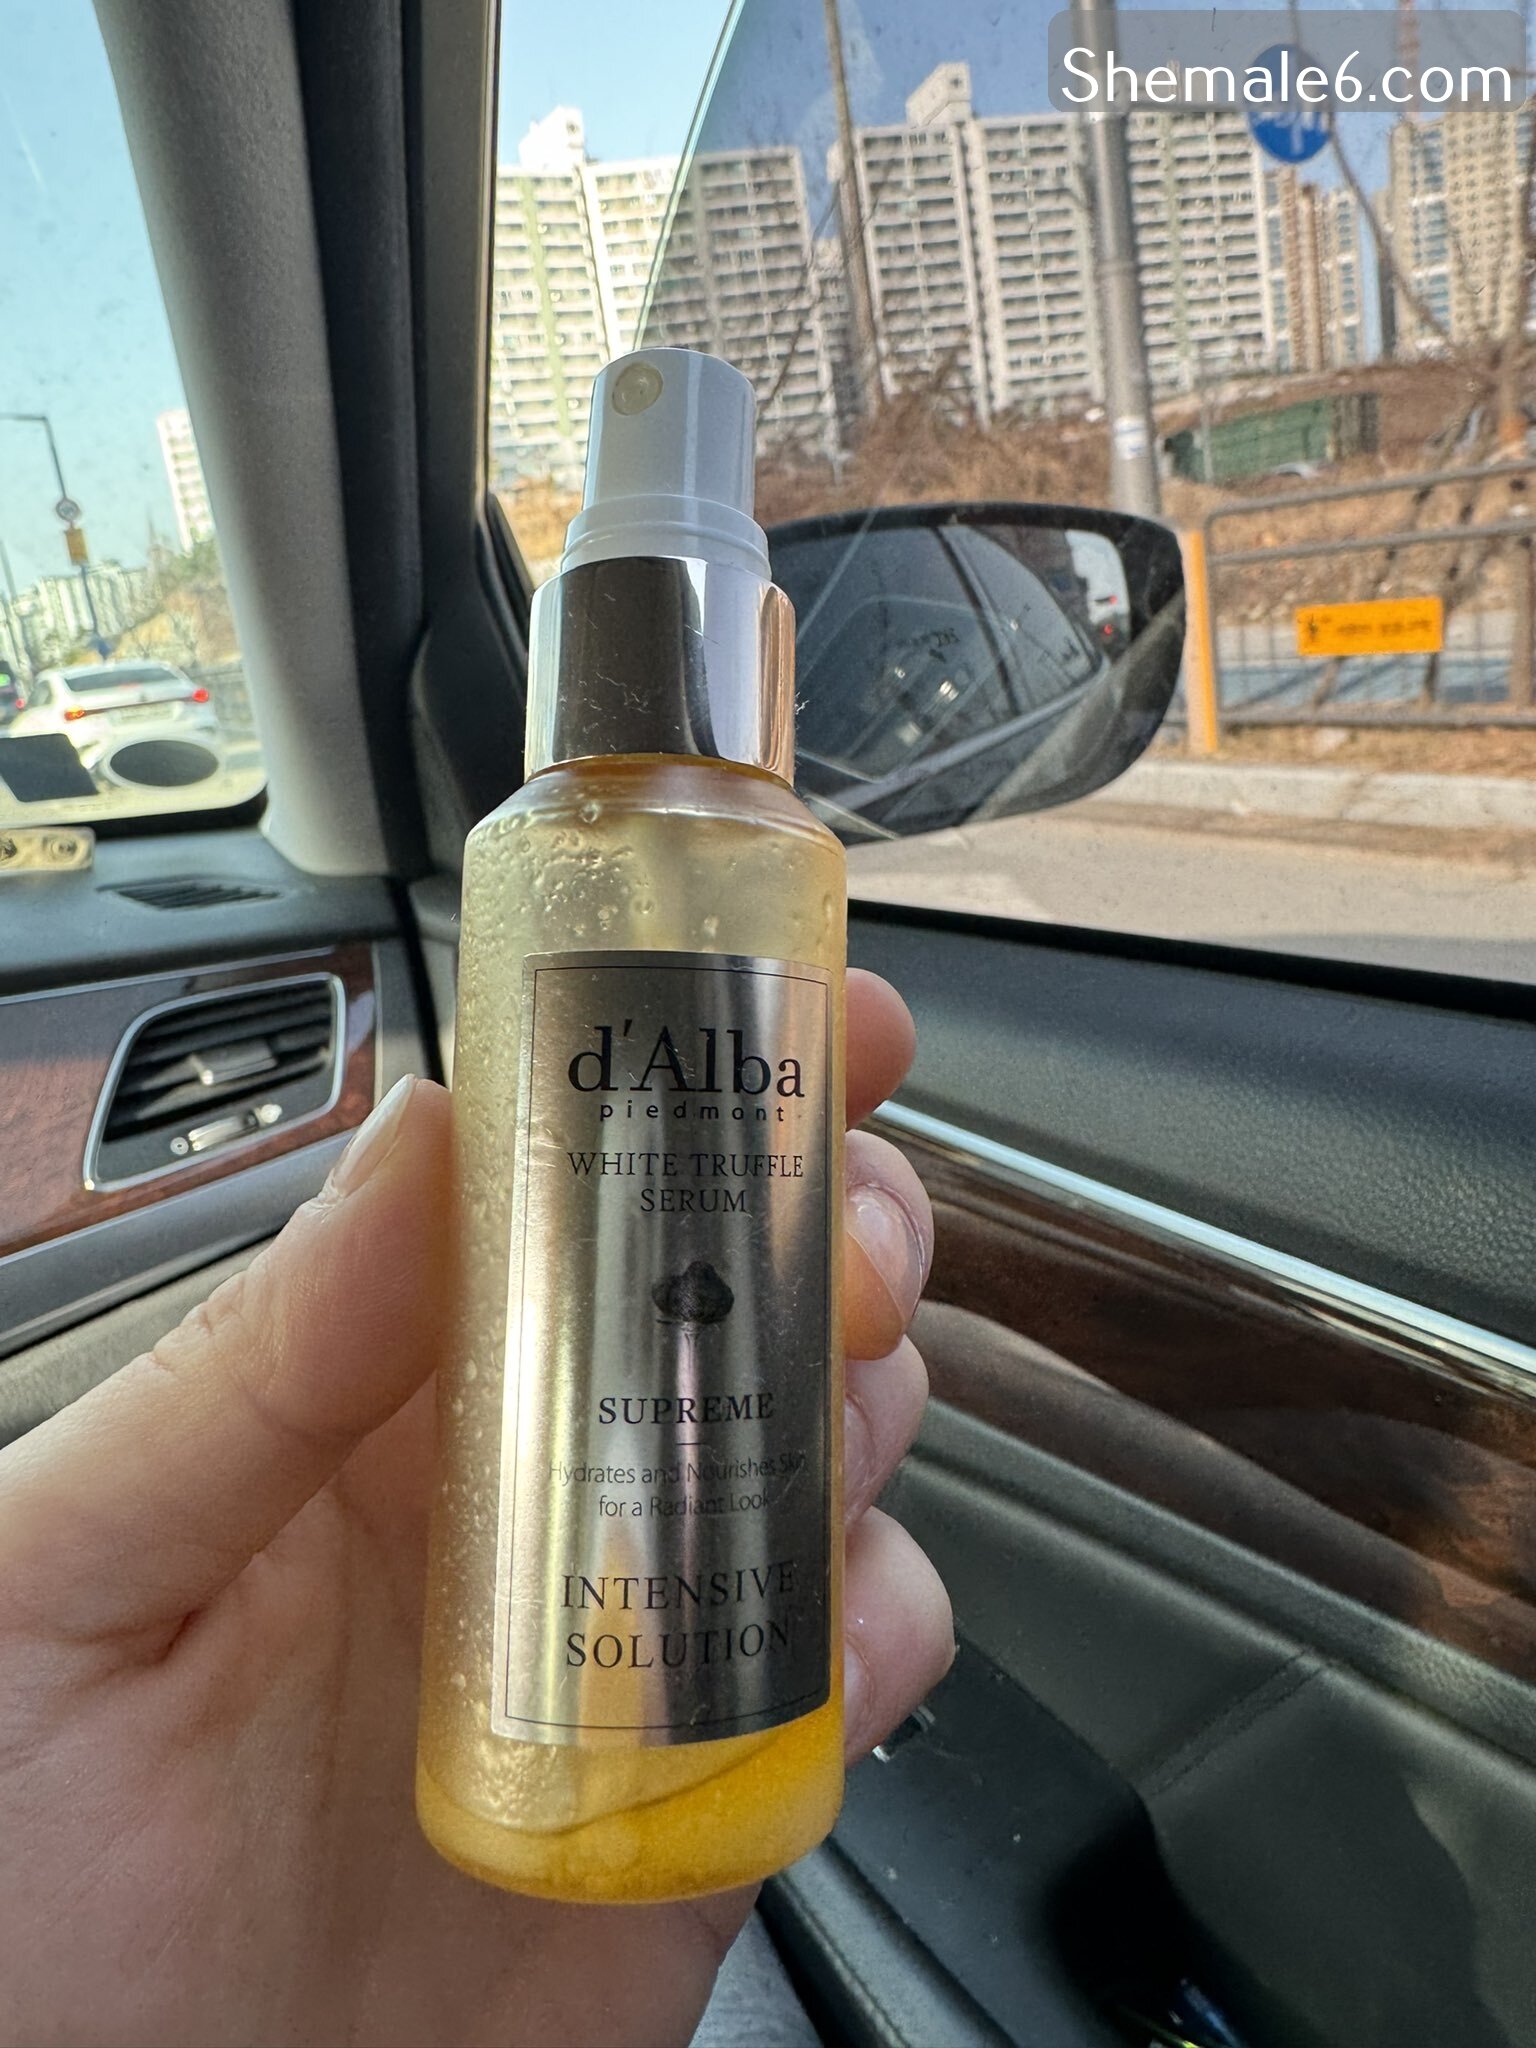 Shemale6.com
d'Alba
piedmont
WHITE TRUFFLE
SERUM
SUPREME
Hydrates and Nourishes Skin
for a Radiant Look
INTENSIVE
SOLUTION